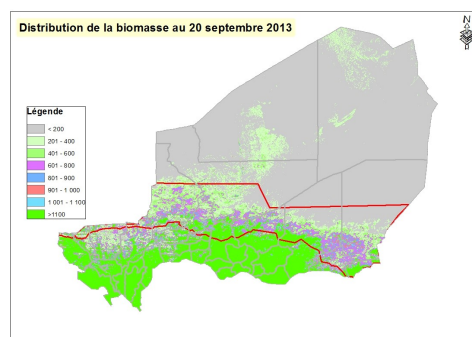 Distribution de la biomasse au 20 septembre 2013
N
Légende
< 200
201 - 400
401 - 600
601 - 800
801 - 900
901 - 1 000
1 001 - 1 100
>1100